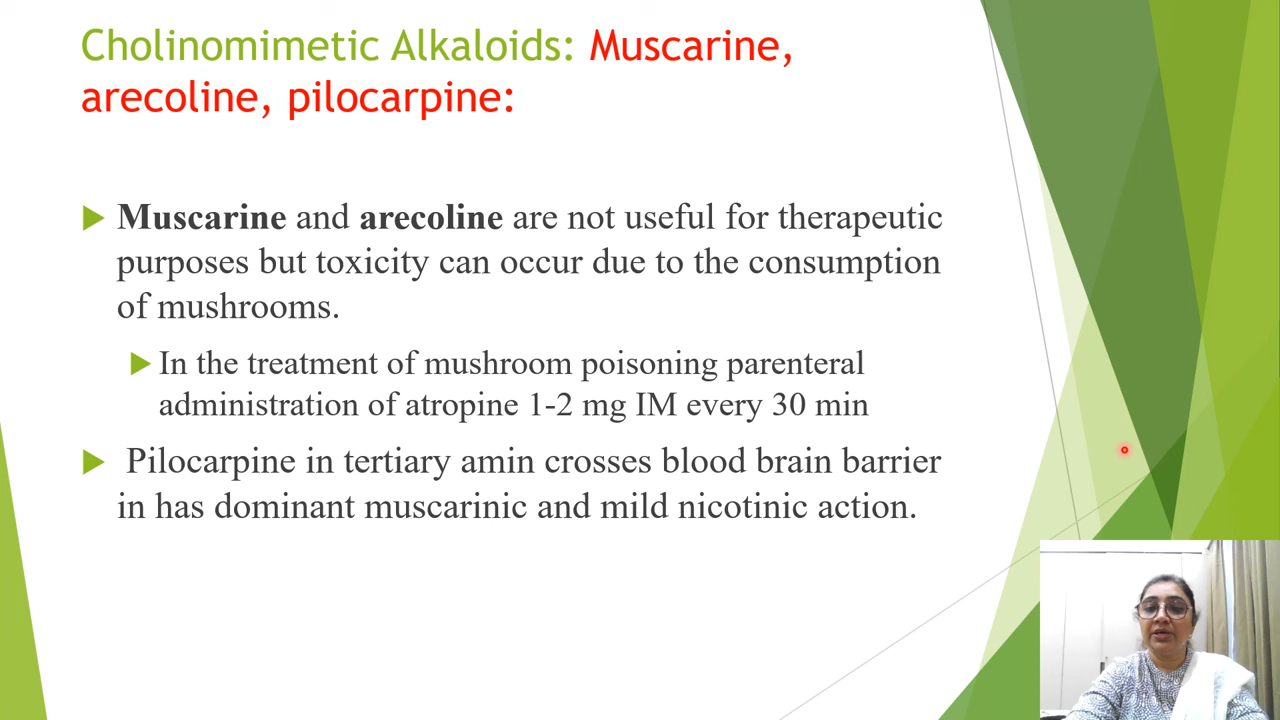 Cholinomimetic Alkaloids: Muscarine,
arecoline, pilocarpine:
Muscarine and arecoline are not useful for therapeutic
purposes but toxicity can occur due to the consumption
of mushrooms.
In the treatment of mushroom poisoning parenteral
administration of atropine 1-2 mg IM every 30 min
Pilocarpine in tertiary amin crosses blood brain barrier
in has dominant muscarinic and mild nicotinic action.